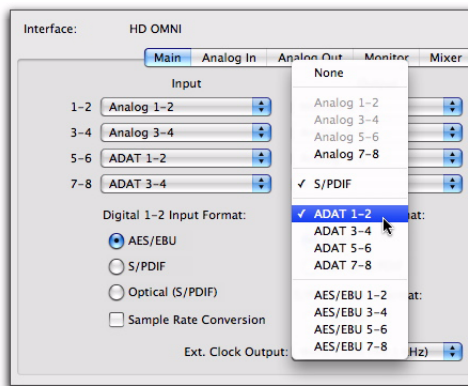 Interface: HD OMNI
Main Analog In Analog Out Monitor Mixer
Input
1-2 Analog 1-2
3-4 Analog 3-4
5-6 ADAT 1-2
7-8 ADAT 3-4
Digital 1-2 Input Format:
AES/EBU
S/PDIF
Optical (S/PDIF)
Sample Rate Conversion
Ext. Clock Output:
None
Analog 1-2
Analog 3-4
Analog 5-6
Analog 7-8
✓ S/PDIF
✓ ADAT 1-2
ADAT 3-4
ADAT 5-6
ADAT 7-8
AES/EBU 1-2
AES/EBU 3-4
AES/EBU 5-6
AES/EBU 7-8
at:
at:
Hz)